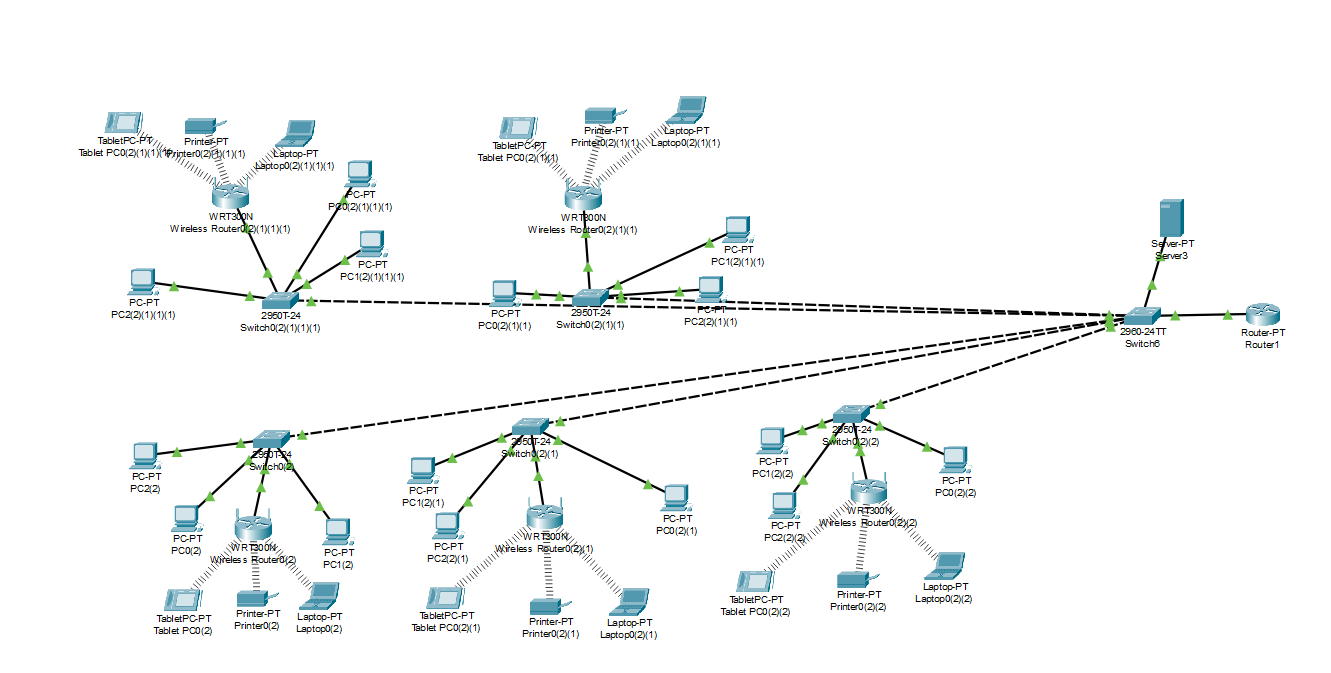 TabletPC-PT
Tablet PC0(2)(1)(1)(1)
Printer-PT
Printer0(2)(1)(1)(1)
Laptop-PT
Laptop0(2)(1)(1)(1)
PC-PT
PC0(2)(1)(1)(1)
WRT300N
Wireless Router0(2)(1)(1)(1)
PC-PT
PC1(2)(1)(1)(1)
PC-PT
PC2(2)(1)(1)(1)
2950T-24
Switch0(2)(1)(1)(1)
TabletPC-PT
Tablet PC0(2)(1)(1)
Printer-PT
Printer0(2)(1)(1)
Laptop-PT
Laptop0(2)(1)(1)
WRT300N
Wireless Router0(2)(1)(1)
PC-PT
PC1(2)(1)(1)
PC-PT
PC0(2)(1)(1)
2950T-24
Switch0(2)(1)(1)
PC-PT
PC2(2)(1)(1)
Server-PT
Server3
2960-24TT
Switch6
Router-PT
Router1
2950T-24
Switch0(2)
PC-PT
PC2(2)
PC-PT
PC0(2)
WRT300N
Wireless Router0(2)
PC-PT
PC1(2)
TabletPC-PT
Tablet PC0(2)
Printer-PT
Printer0(2)
Laptop-PT
Laptop0(2)
2950T-24
Switch0(2)(1)
PC-PT
PC1(2)(1)
PC-PT
PC2(2)(1)
WRT300N
Wireless Router0(2)(1)
PC-PT
PC0(2)(1)
TabletPC-PT
Tablet PC0(2)(1)
Printer-PT
Printer0(2)(1)
Laptop-PT
Laptop0(2)(1)
2950T-24
Switch0(2)(2)
PC-PT
PC1(2)(2)
PC-PT
PC0(2)(2)
PC-PT
PC2(2)(2)
WRT300N
Wireless Router0(2)(2)
TabletPC-PT
Tablet PC0(2)(2)
Printer-PT
Printer0(2)(2)
Laptop-PT
Laptop0(2)(2)